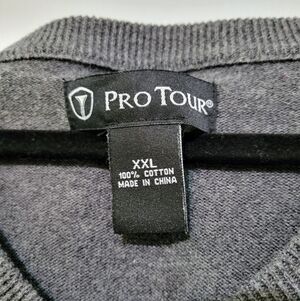 PRO TOUR®
XXL
100% COTTON
MADE IN CHINA